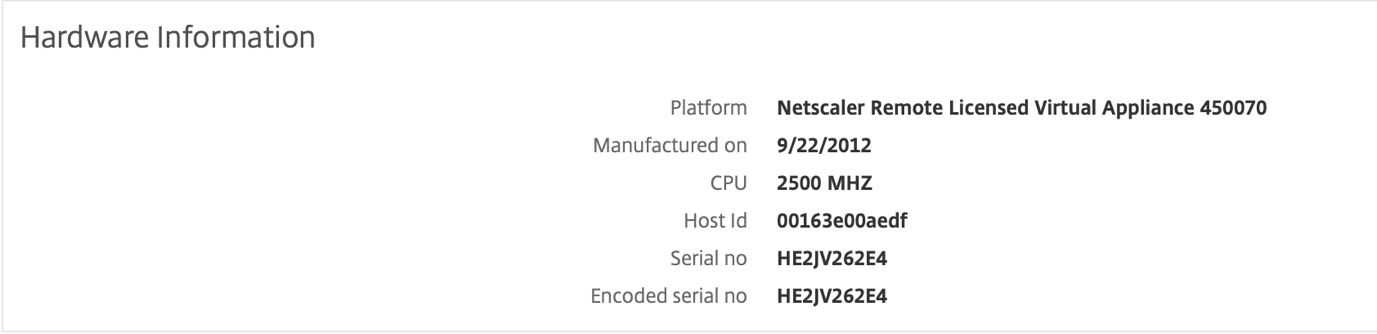 Hardware Information
Platform Netscaler Remote Licensed Virtual Appliance 450070
Manufactured on 9/22/2012
CPU 2500 MHZ
Host Id 00163e00aedf
Serial no HE2JV262E4
Encoded serial no HE2JV262E4